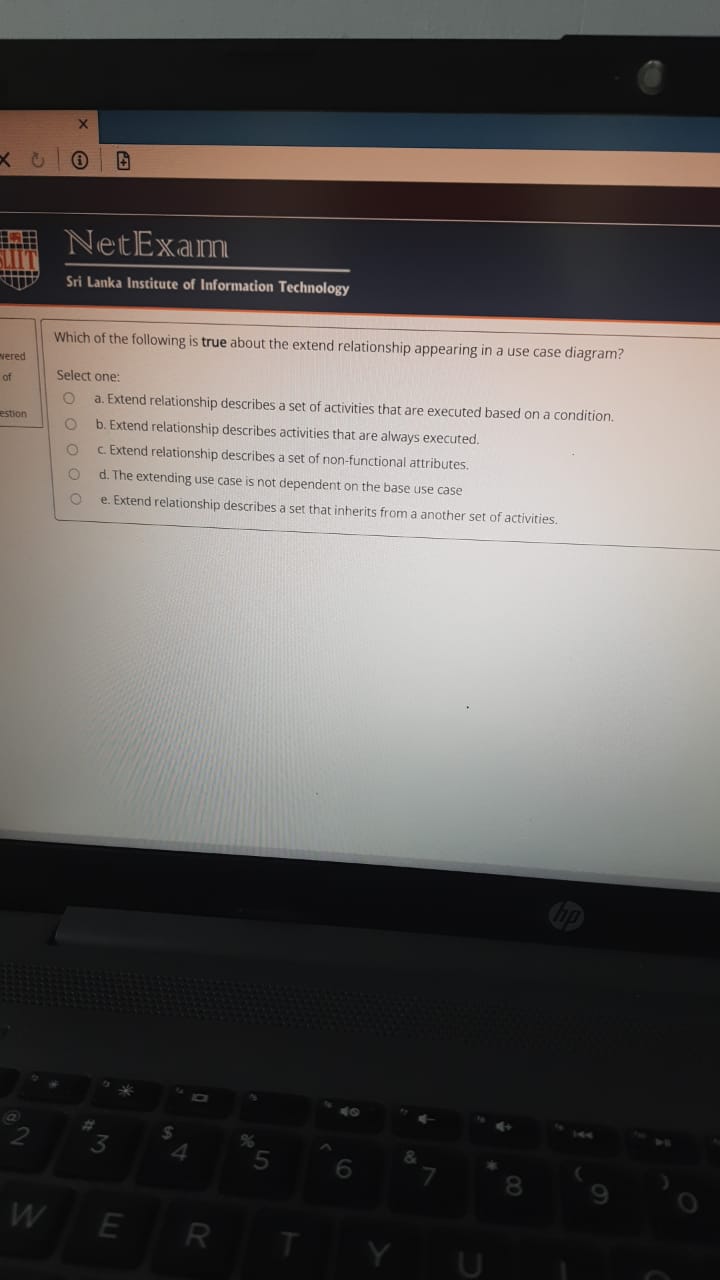 X
NetExam
SLIIT
Sri Lanka Institute of Information Technology
wered
of
estion
Which of the following is true about the extend relationship appearing in a use case diagram?
Select one:
a. Extend relationship describes a set of activities that are executed based on a condition.
b. Extend relationship describes activities that are always executed.
c. Extend relationship describes a set of non-functional attributes.
d. The extending use case is not dependent on the base use case
e. Extend relationship describes a set that inherits from a another set of activities.
hp
@ # $ % ^ & * ( )
2 3 4 5 6 7 8 9 0
W E R T Y U